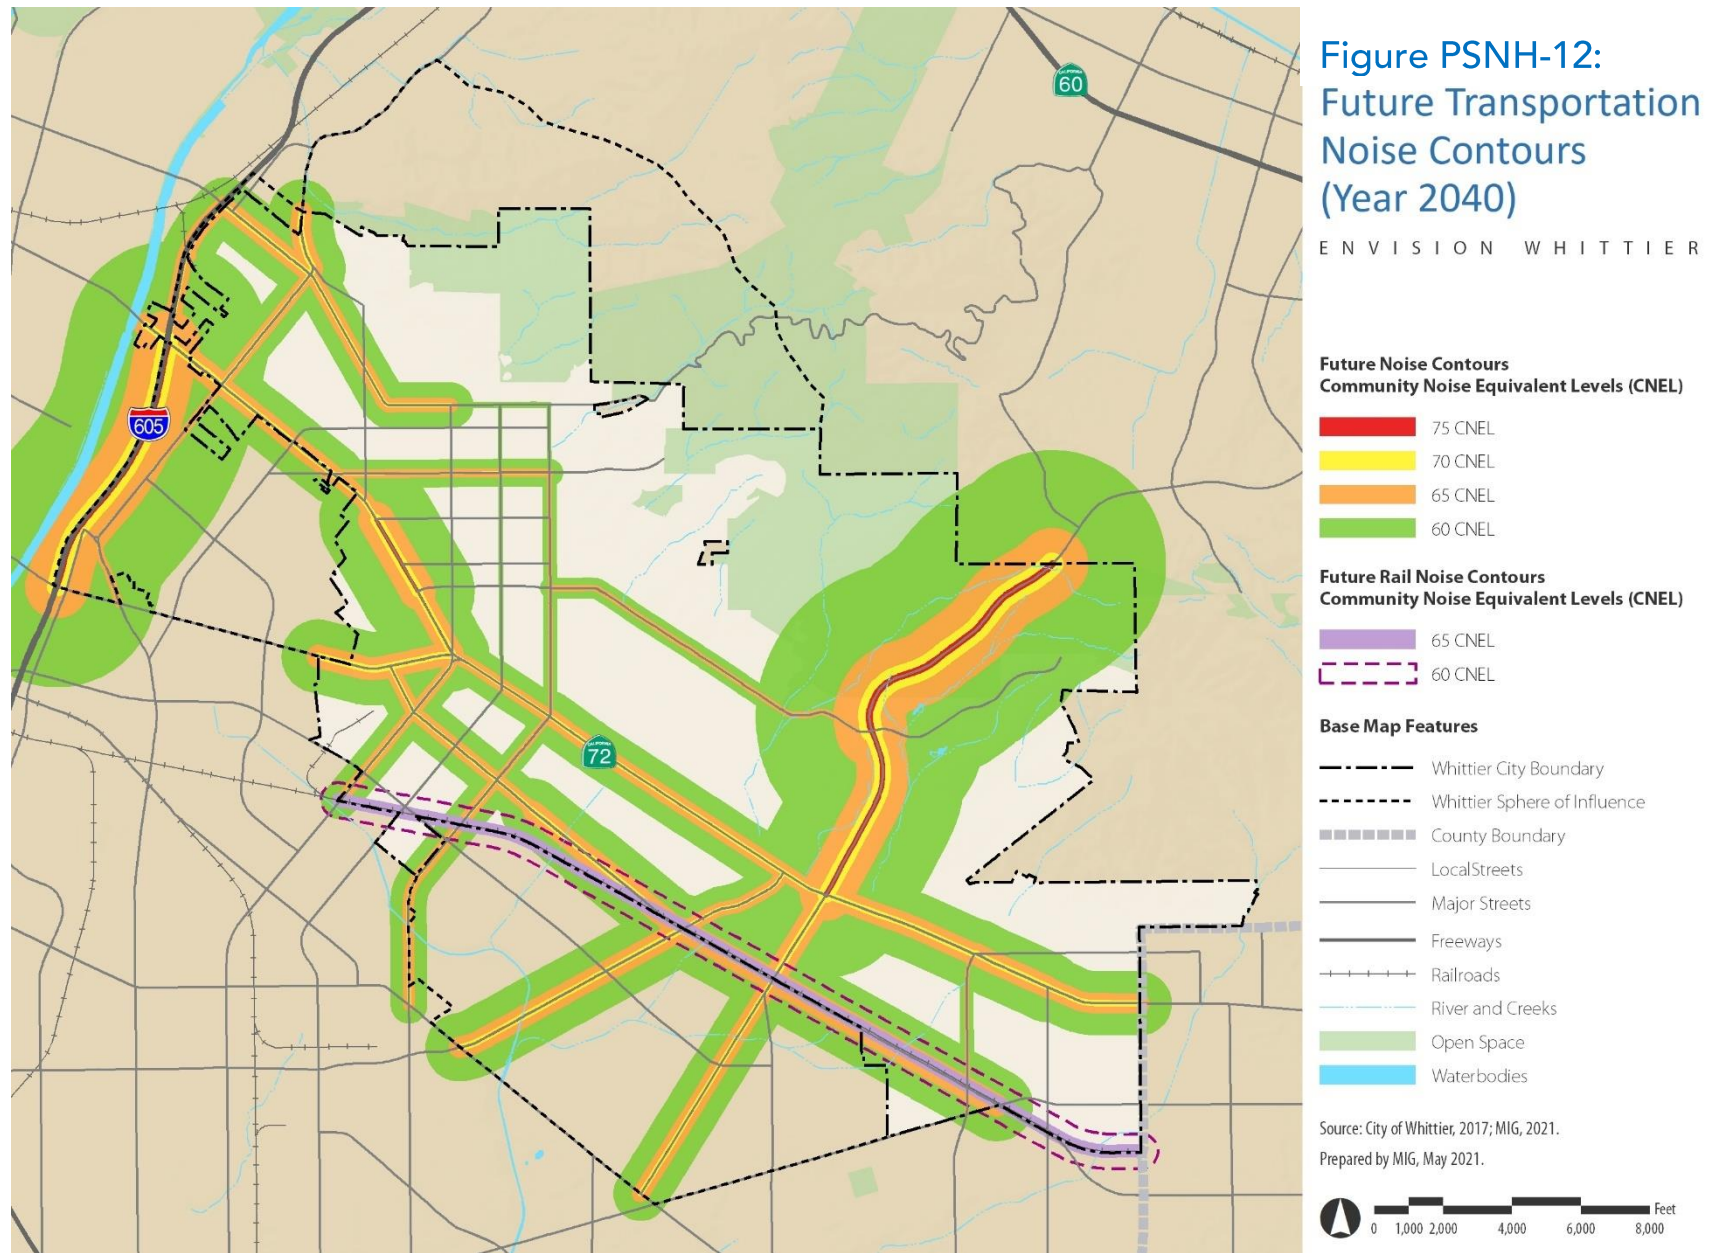 Figure PSNH-12:
Future Transportation
Noise Contours
(Year 2040)
ENVISION WHITTIER
Future Noise Contours
Community Noise Equivalent Levels (CNEL)
75 CNEL
70 CNEL
65 CNEL
60 CNEL
Future Rail Noise Contours
Community Noise Equivalent Levels (CNEL)
65 CNEL
60 CNEL
Base Map Features
Whittier City Boundary
Whittier Sphere of Influence
County Boundary
LocalStreets
Major Streets
Freeways
Railroads
River and Creeks
Open Space
Waterbodies
Source: City of Whittier, 2017; MIG, 2021.
Prepared by MIG, May 2021.
Feet
0 1,000 2,000 4,000 6,000 8,000
CALIFORNIA
60
605
CALIFORNIA
72